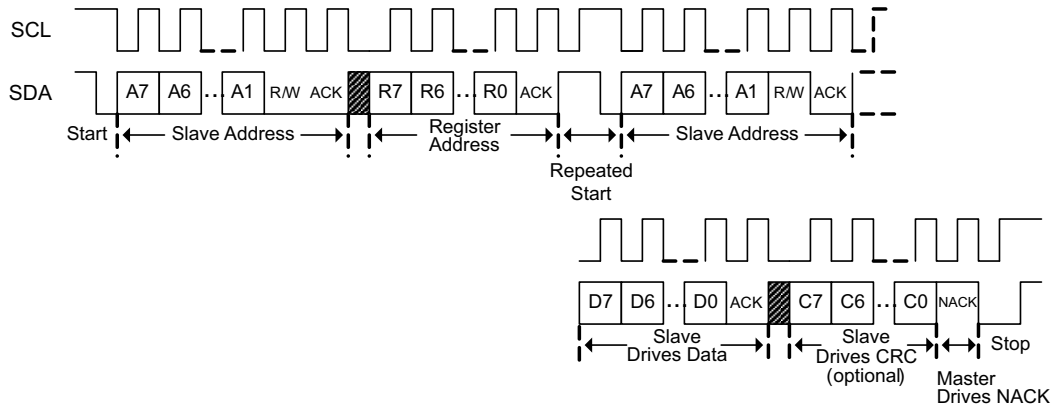 SCL
SDA
A7 A6 ... A1 R/W ACK R7 R6 ... R0 ACK A7 A6 ... A1 R/W ACK
Start Slave Address Register Address Slave Address
Repeated Start
D7 D6 ... D0 ACK C7 C6 ... C0 NACK
Slave Drives Data Slave Drives CRC (optional) Stop
Master Drives NACK